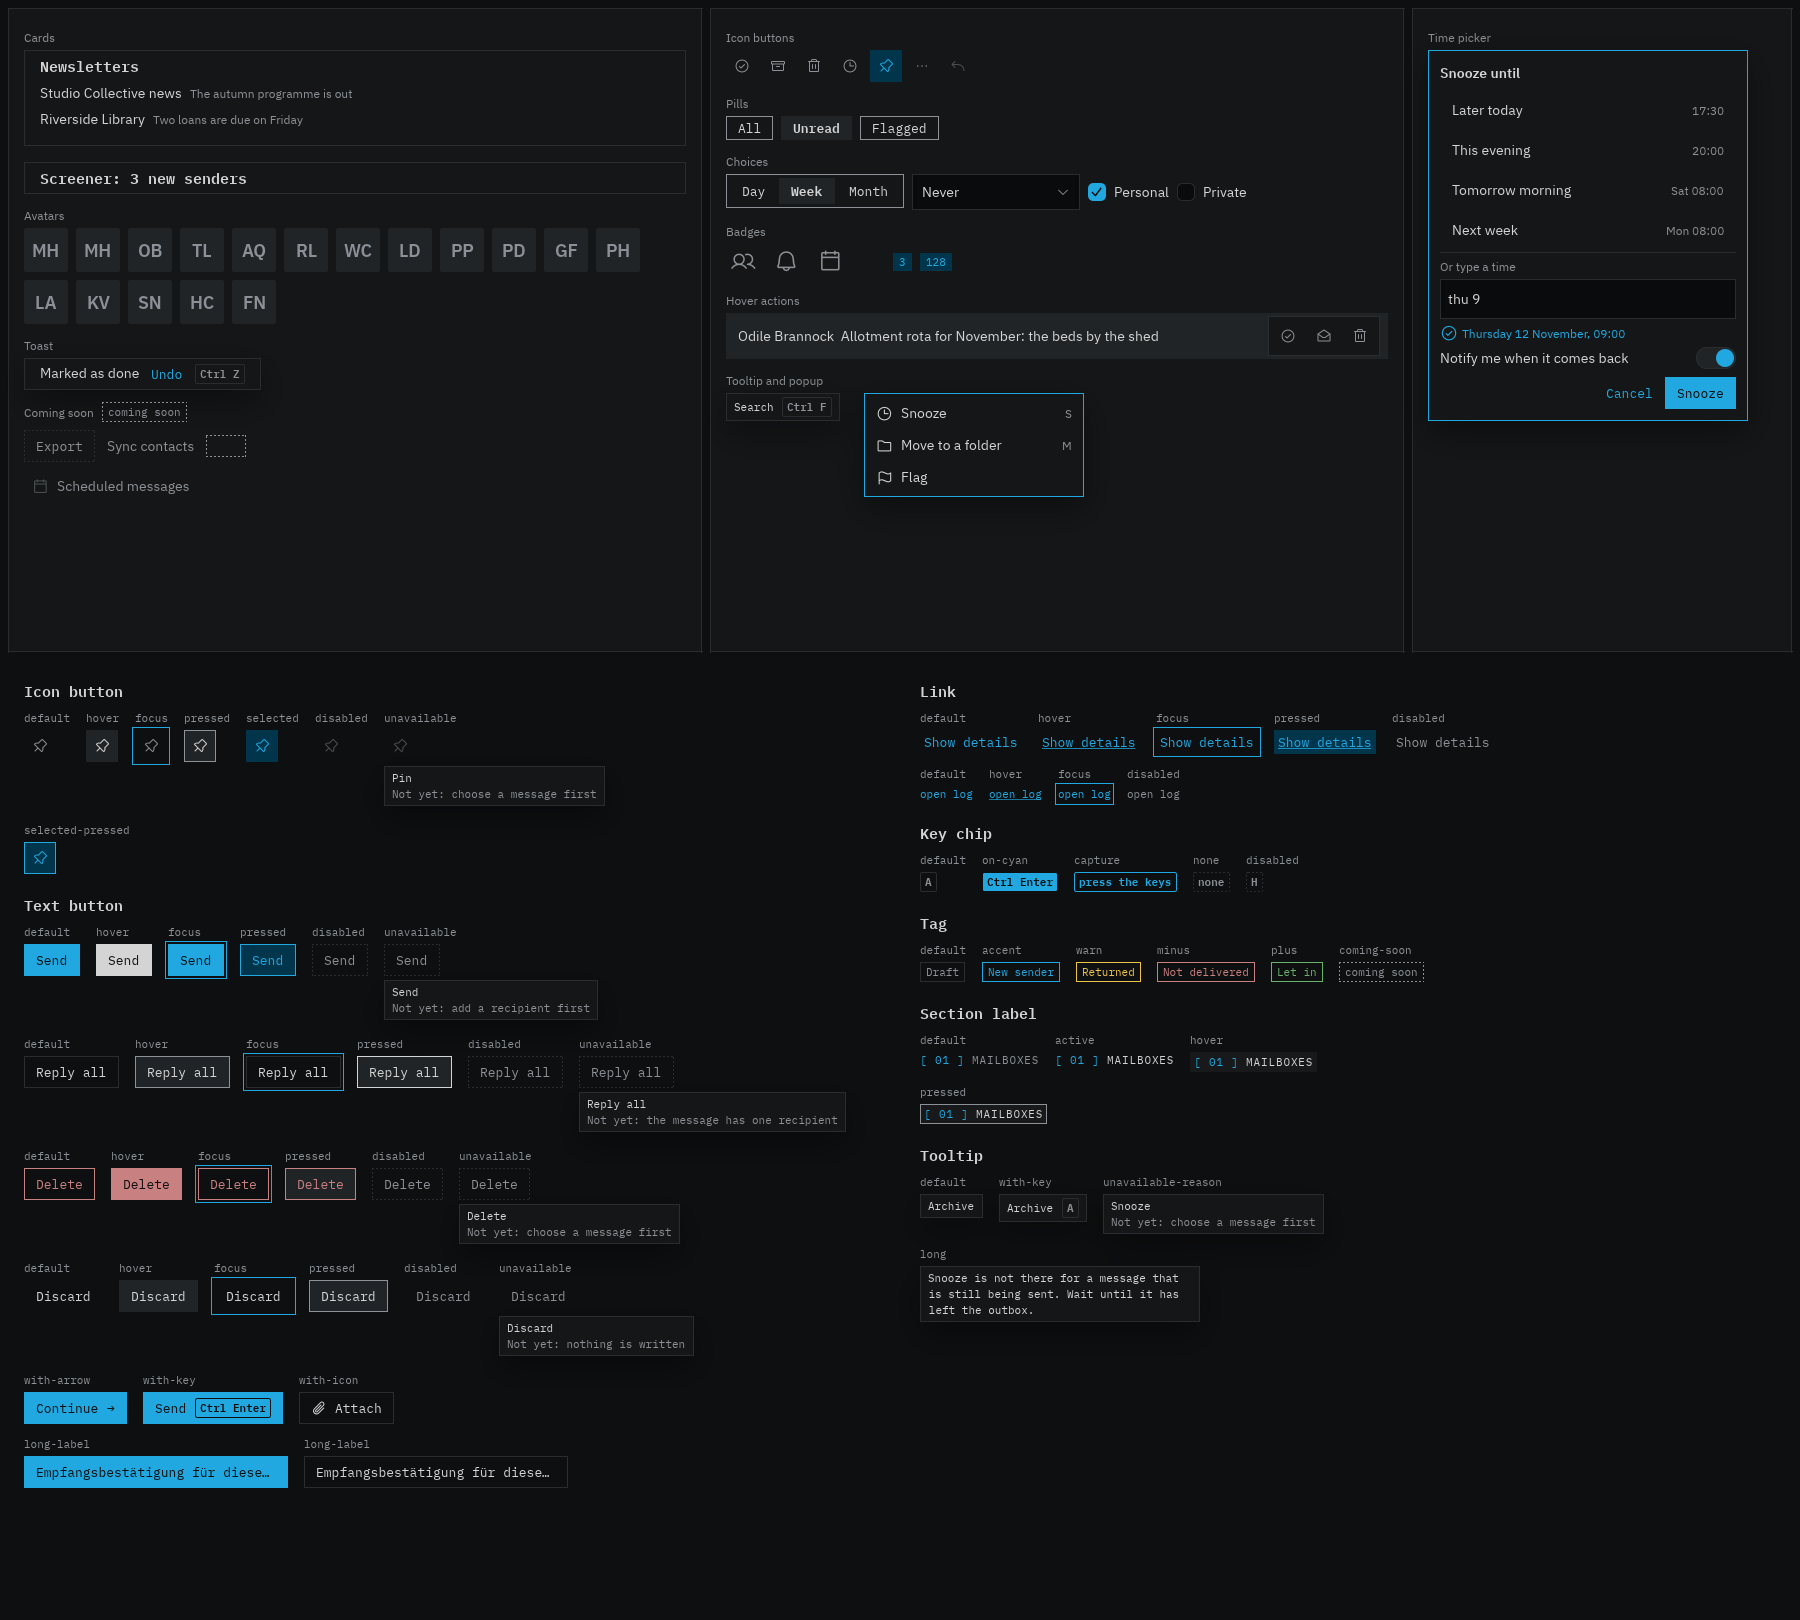 Cards
Newsletters
Studio Collective news The autumn programme is out
Riverside Library Two loans are due on Friday
Screener: 3 new senders
Avatars
MH MH OB TL AQ RL WC LD PP PD GF PH
LA KV SN HC FN
Toast
Marked as done Undo Ctrl Z
Coming soon coming soon
Export Sync contacts
Scheduled messages
Icon buttons
Pills
All Unread Flagged
Choices
Day Week Month Never Personal Private
Badges
3 128
Hover actions
Odile Brannock Allotment rota for November: the beds by the shed
Tooltip and popup
Search Ctrl F
Snooze S
Move to a folder M
Flag
Time picker
Snooze until
Later today 17:30
This evening 20:00
Tomorrow morning Sat 08:00
Next week Mon 08:00
Or type a time
thu 9
Thursday 12 November, 09:00
Notify me when it comes back
Cancel Snooze
Icon button
default hover focus pressed selected disabled unavailable
Pin
Not yet: choose a message first
selected-pressed
Text button
default hover focus pressed disabled unavailable
Send Send Send Send Send Send
Send
Not yet: add a recipient first
default hover focus pressed disabled unavailable
Reply all Reply all Reply all Reply all Reply all Reply all
Reply all
Not yet: the message has one recipient
default hover focus pressed disabled unavailable
Delete Delete Delete Delete Delete Delete
Delete
Not yet: choose a message first
default hover focus pressed disabled unavailable
Discard Discard Discard Discard Discard Discard
Discard
Not yet: nothing is written
with-arrow with-key with-icon
Continue → Send Ctrl Enter Attach
long-label long-label
Empfangsbestätigung für diese… Empfangsbestätigung für diese…
Link
default hover focus pressed disabled
Show details Show details Show details Show details Show details
default hover focus disabled
open log open log open log open log
Key chip
default on-cyan capture none disabled
A Ctrl Enter press the keys none H
Tag
default accent warn minus plus coming-soon
Draft New sender Returned Not delivered Let in coming soon
Section label
default active hover
[ 01 ] MAILBOXES [ 01 ] MAILBOXES [ 01 ] MAILBOXES
pressed
[ 01 ] MAILBOXES
Tooltip
default with-key unavailable-reason
Archive Archive A Snooze
Not yet: choose a message first
long
Snooze is not there for a message that
is still being sent. Wait until it has
left the outbox.